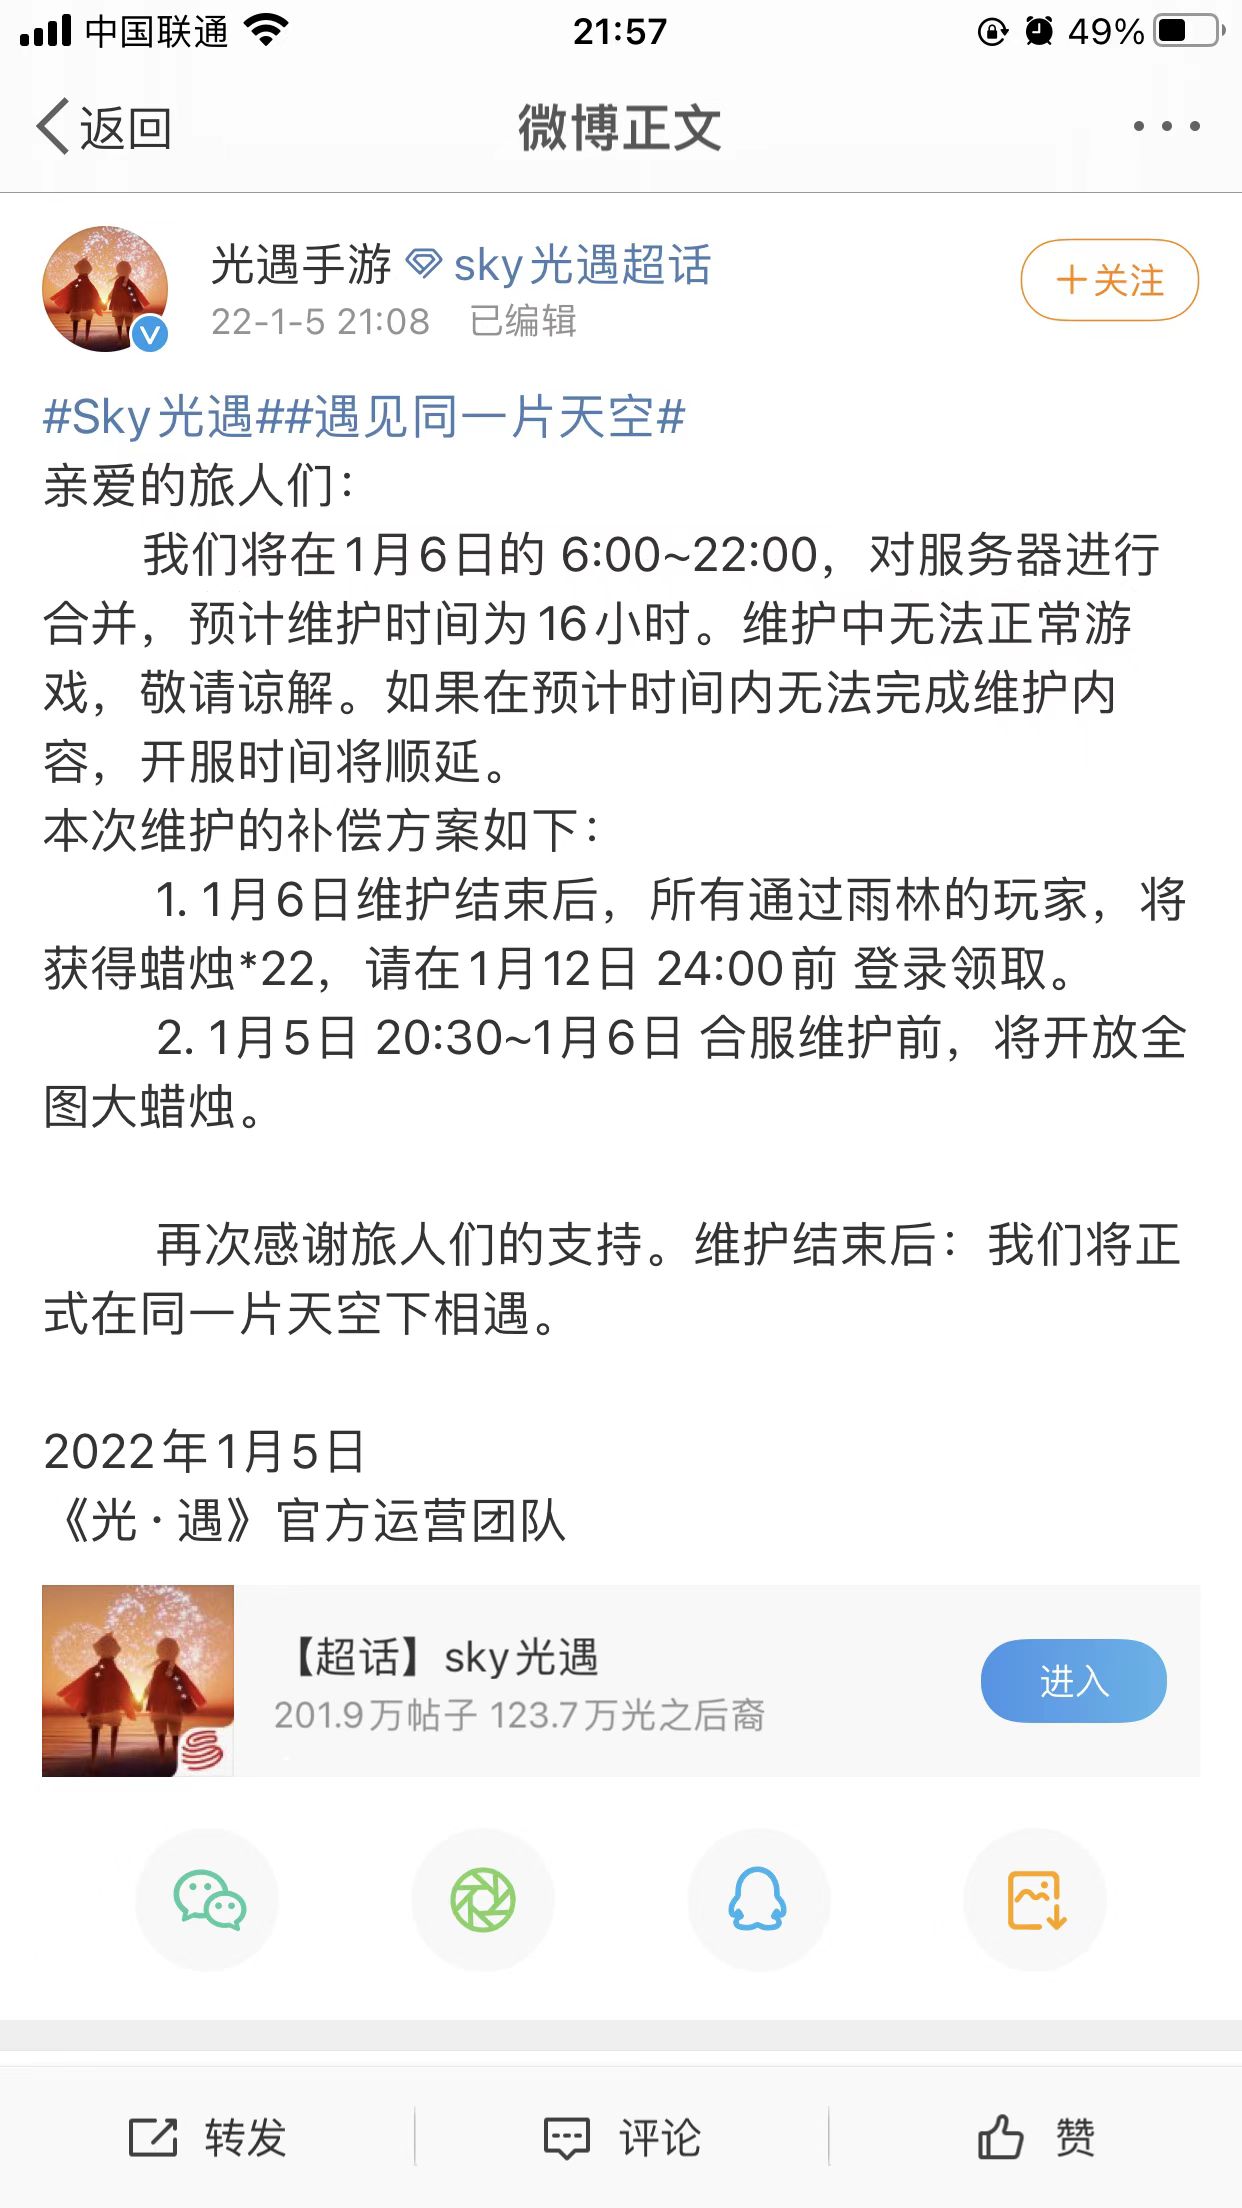 中国联通 21:57 49%
返回 微博正文
光遇手游 sky光遇超话
22-1-5 21:08 已编辑
+关注
#Sky光遇##遇见同一片天空#
亲爱的旅人们：
我们将在1月6日的 6:00~22:00，对服务器进行
合并，预计维护时间为16小时。维护中无法正常游
戏，敬请谅解。如果在预计时间内无法完成维护内
容，开服时间将顺延。
本次维护的补偿方案如下：
1. 1月6日维护结束后，所有通过雨林的玩家，将
获得蜡烛*22，请在1月12日 24:00前 登录领取。
2. 1月5日 20:30~1月6日 合服维护前，将开放全
图大蜡烛。
再次感谢旅人们的支持。维护结束后：我们将正
式在同一片天空下相遇。
2022年1月5日
《光·遇》官方运营团队
【超话】sky光遇
201.9万帖子 123.7万光之后裔
进入
转发 评论 赞